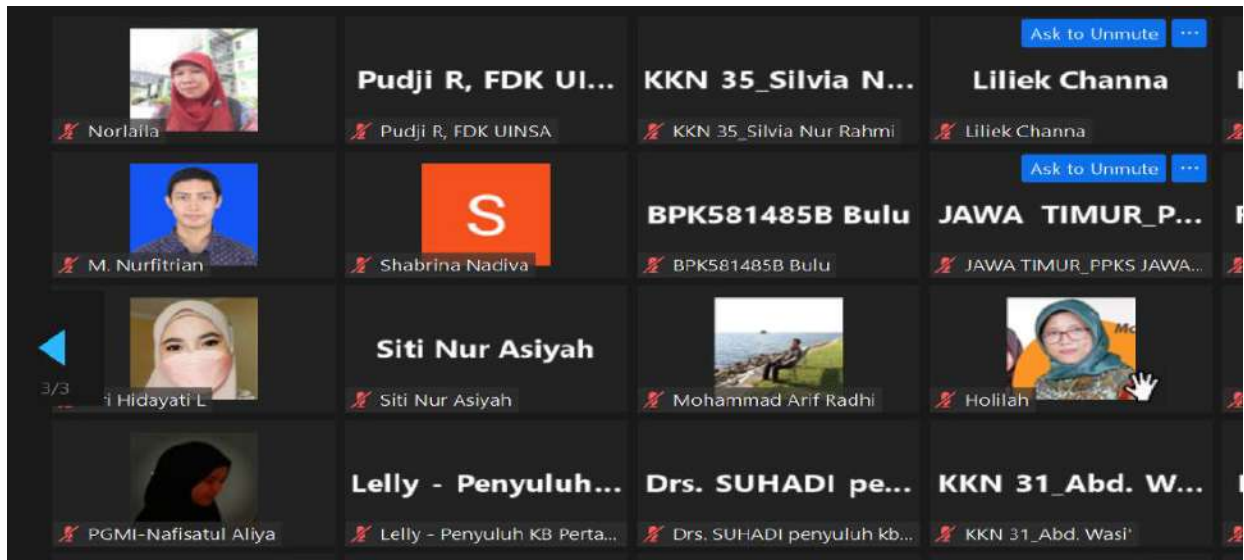 Ask to Unmute ...
Pudji R, FDK UI...
KKN 35_Silvia N...
Liliek Channa
Norlaila
Pudji R, FDK UINSA
KKN 35_Silvia Nur Rahmi
Liliek Channa
Ask to Unmute ...
S
BPK581485B Bulu
JAWA TIMUR_P...
M. Nurfitrian
Shabrina Nadiva
BPK581485B Bulu
JAWA TIMUR_PPKS JAWA...
Siti Nur Asiyah
3/3
i Hidayati L
Siti Nur Asiyah
Mohammad Arif Radhi
Holilah
Lelly - Penyuluh...
Drs. SUHADI pe...
KKN 31_Abd. W...
PGMI-Nafisatul Aliya
Lelly - Penyuluh KB Perta...
Drs. SUHADI penyuluh kb...
KKN 31_Abd. Wasi'